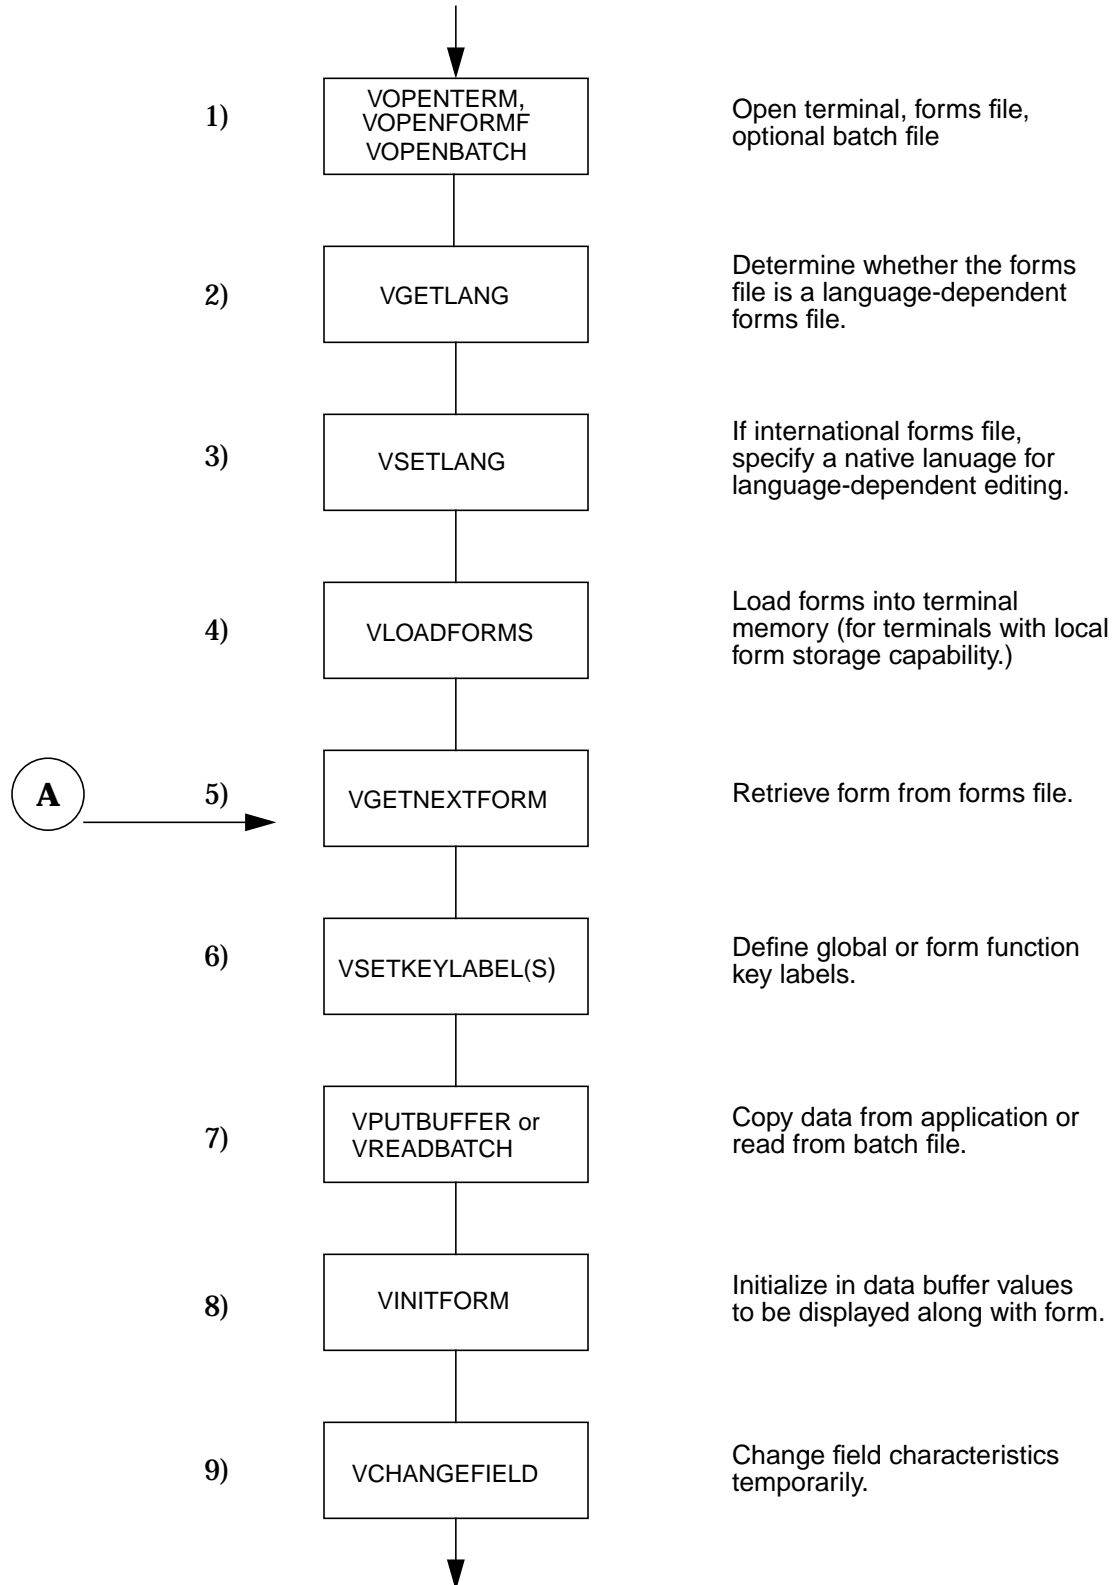 1)
VOPENTERM,
VOPENFORMF
VOPENBATCH
Open terminal, forms file,
optional batch file
2)
VGETLANG
Determine whether the forms
file is a language-dependent
forms file.
3)
VSETLANG
If international forms file,
specify a native lanuage for
language-dependent editing.
4)
VLOADFORMS
Load forms into terminal
memory (for terminals with local
form storage capability.)
A
5)
VGETNEXTFORM
Retrieve form from forms file.
6)
VSETKEYLABEL(S)
Define global or form function
key labels.
7)
VPUTBUFFER or
VREADBATCH
Copy data from application or
read from batch file.
8)
VINITFORM
Initialize in data buffer values
to be displayed along with form.
9)
VCHANGEFIELD
Change field characteristics
temporarily.